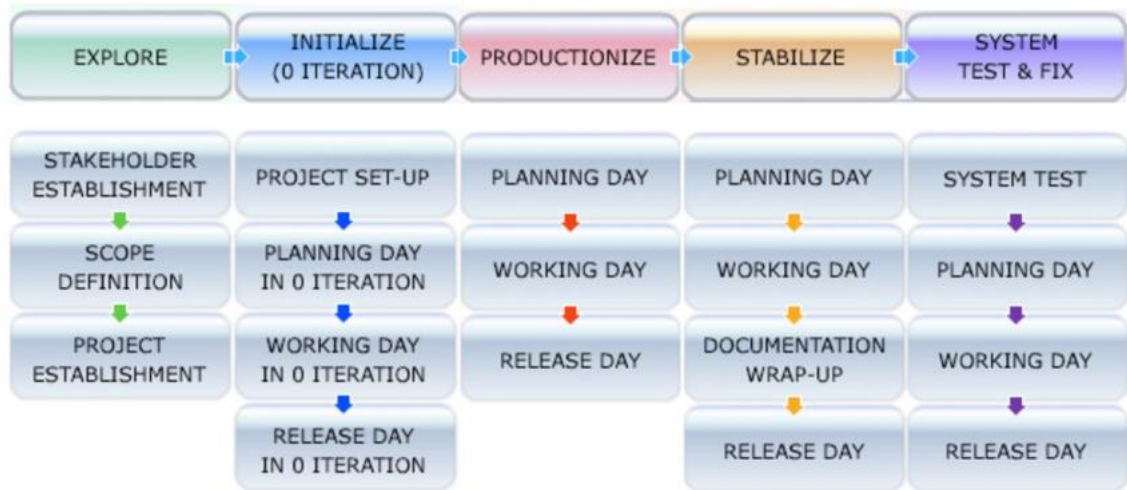 EXPLORE
INITIALIZE
(0 ITERATION)
PRODUCTIONIZE
STABILIZE
SYSTEM
TEST & FIX
STAKEHOLDER
ESTABLISHMENT
SCOPE
DEFINITION
PROJECT
ESTABLISHMENT
PROJECT SET-UP
PLANNING DAY
IN 0 ITERATION
WORKING DAY
IN 0 ITERATION
RELEASE DAY
IN 0 ITERATION
PLANNING DAY
WORKING DAY
RELEASE DAY
PLANNING DAY
WORKING DAY
DOCUMENTATION
WRAP-UP
RELEASE DAY
SYSTEM TEST
PLANNING DAY
WORKING DAY
RELEASE DAY